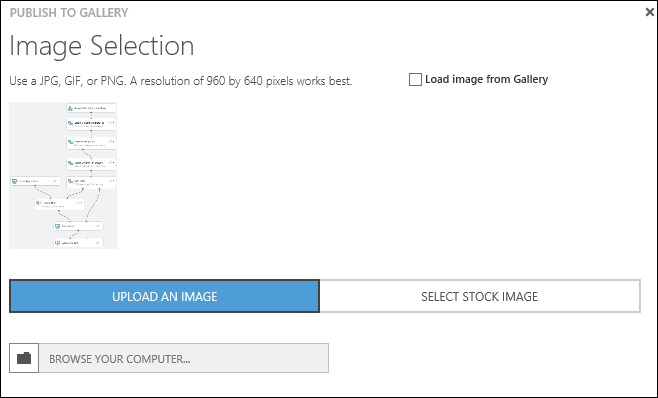 PUBLISH TO GALLERY
Image Selection
Use a JPG, GIF, or PNG. A resolution of 960 by 640 pixels works best.
Load image from Gallery
UPLOAD AN IMAGE
SELECT STOCK IMAGE
BROWSE YOUR COMPUTER...